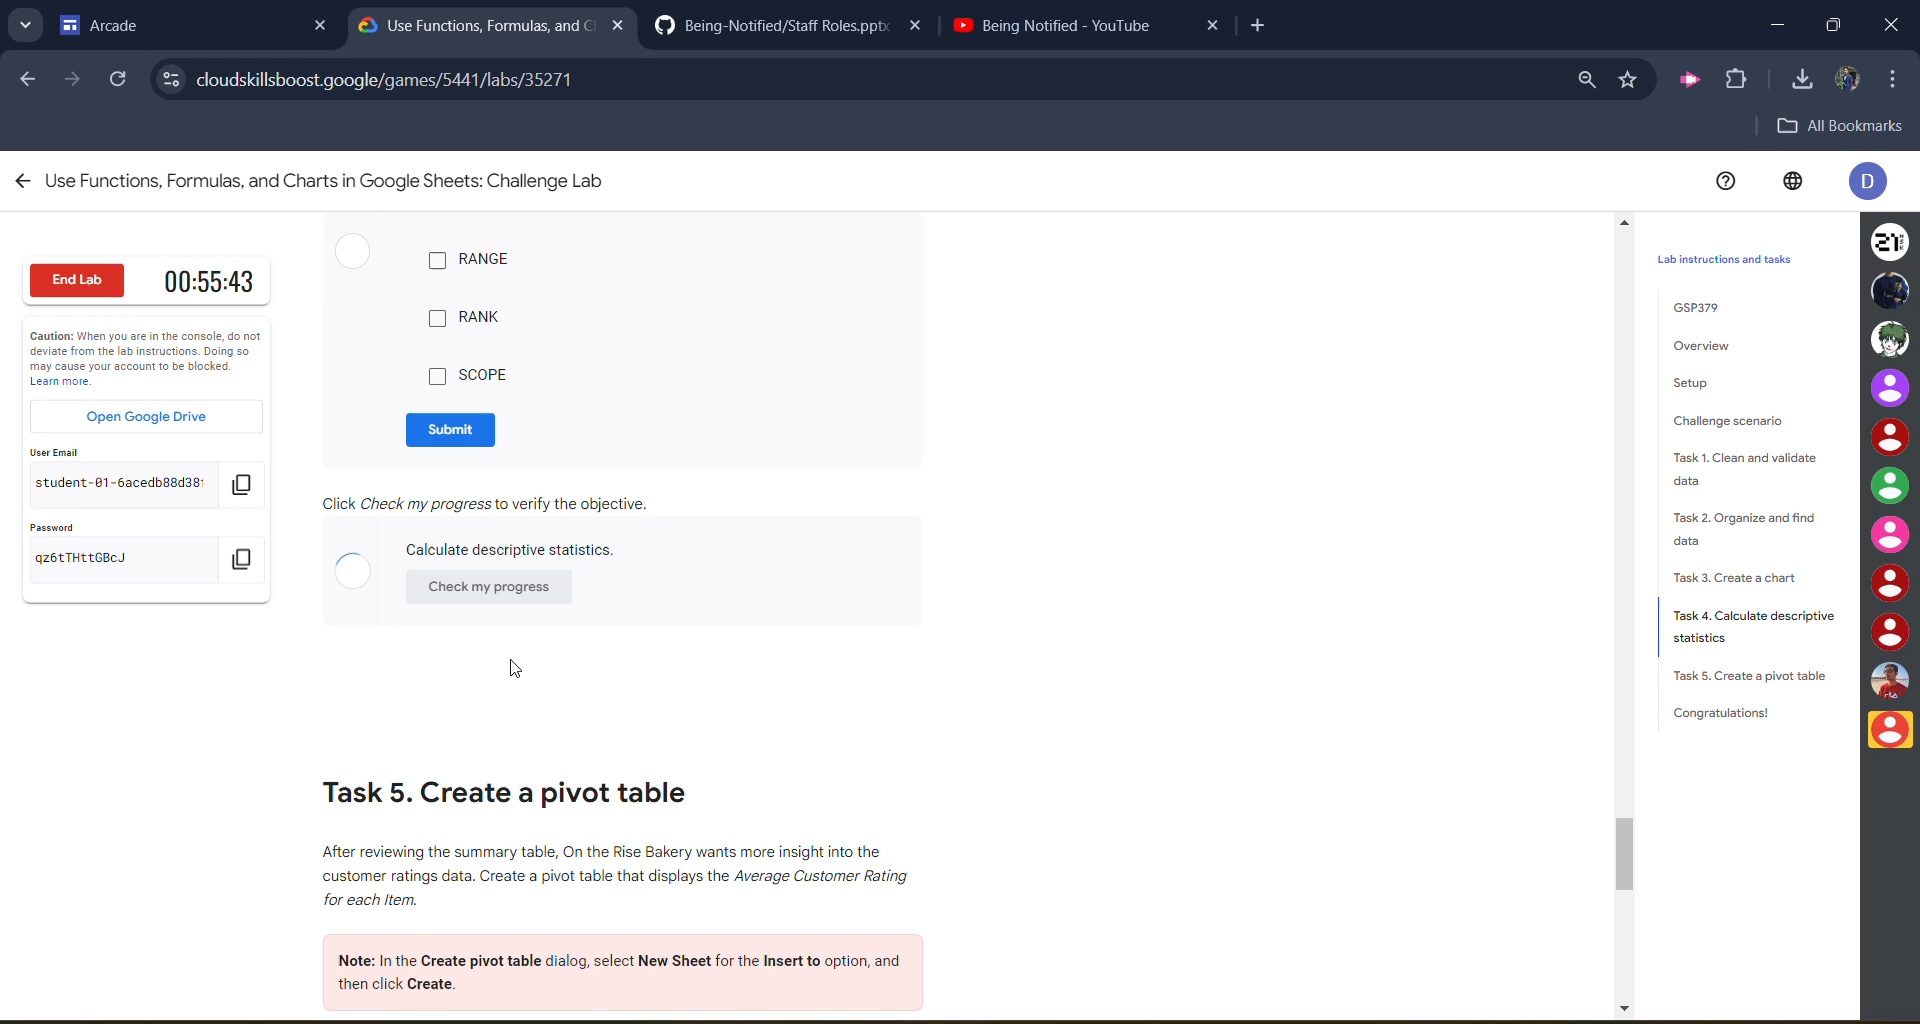 Arcade
Use Functions, Formulas, and C
Being-Notified/Staff Roles.pptx
Being Notified - YouTube
cloudskillsboost.google/games/5441/labs/35271
All Bookmarks
Use Functions, Formulas, and Charts in Google Sheets: Challenge Lab
D
End Lab
00:55:43
Caution: When you are in the console, do not
deviate from the lab instructions. Doing so
may cause your account to be blocked.
Learn more.
Open Google Drive
User Email
student-01-6acedb88d38
Password
qz6tTHttGBcJ
RANGE
RANK
SCOPE
Submit
Click Check my progress to verify the objective.
Calculate descriptive statistics.
Check my progress
Task 5. Create a pivot table
After reviewing the summary table, On the Rise Bakery wants more insight into the
customer ratings data. Create a pivot table that displays the Average Customer Rating
for each Item.
Note: In the Create pivot table dialog, select New Sheet for the Insert to option, and
then click Create.
Lab instructions and tasks
GSP379
Overview
Setup
Challenge scenario
Task 1. Clean and validate
data
Task 2. Organize and find
data
Task 3. Create a chart
Task 4. Calculate descriptive
statistics
Task 5. Create a pivot table
Congratulations!